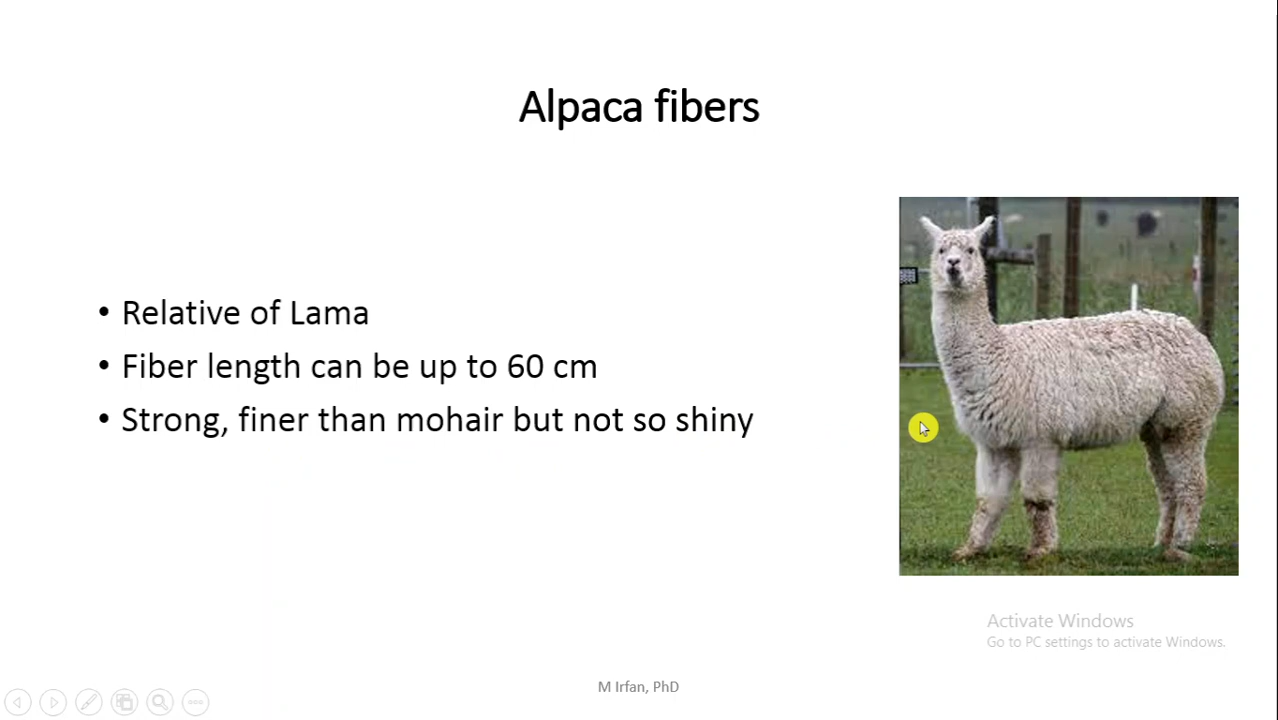 Alpaca fibers
• Relative of Lama
• Fiber length can be up to 60 cm
• Strong, finer than mohair but not so shiny
Activate Windows
Go to PC settings to activate Windows.
M Irfan, PhD